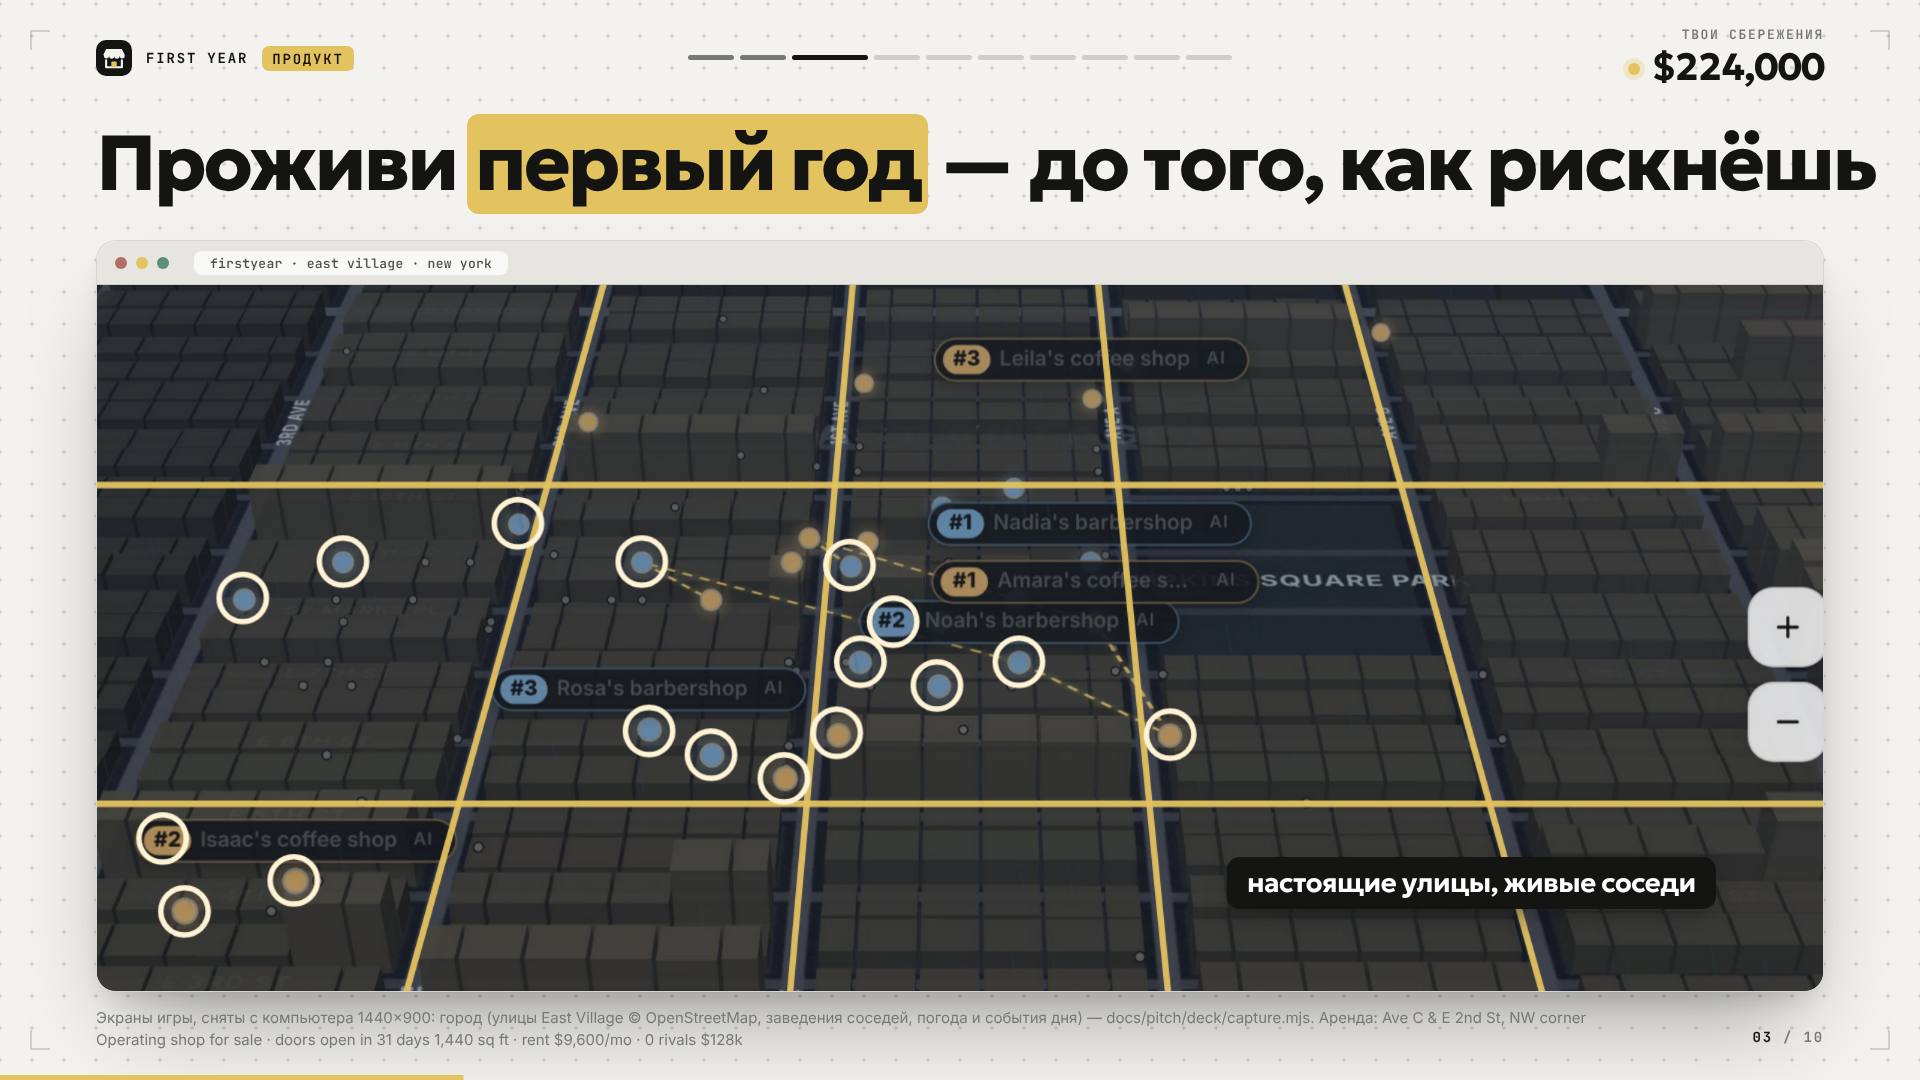 FIRST YEAR ПРОДУКТ
ТВОИ СБЕРЕЖЕНИЯ
$224,000
Проживи первый год — до того, как рискнёшь
firstyear · east village · new york
#3 Leila's coffee shop AI
3RD AVE
1ST AVE
AVE A
#1 Nadia's barbershop AI
#1 Amara's coffee s... AI
SQUARE PARK
#2 Noah's barbershop AI
#3 Rosa's barbershop AI
+
−
#2 Isaac's coffee shop AI
настоящие улицы, живые соседи
Экраны игры, сняты с компьютера 1440×900: город (улицы East Village © OpenStreetMap, заведения соседей, погода и события дня) — docs/pitch/deck/capture.mjs. Аренда: Ave C & E 2nd St, NW corner
Operating shop for sale · doors open in 31 days 1,440 sq ft · rent $9,600/mo · 0 rivals $128k
03 / 10